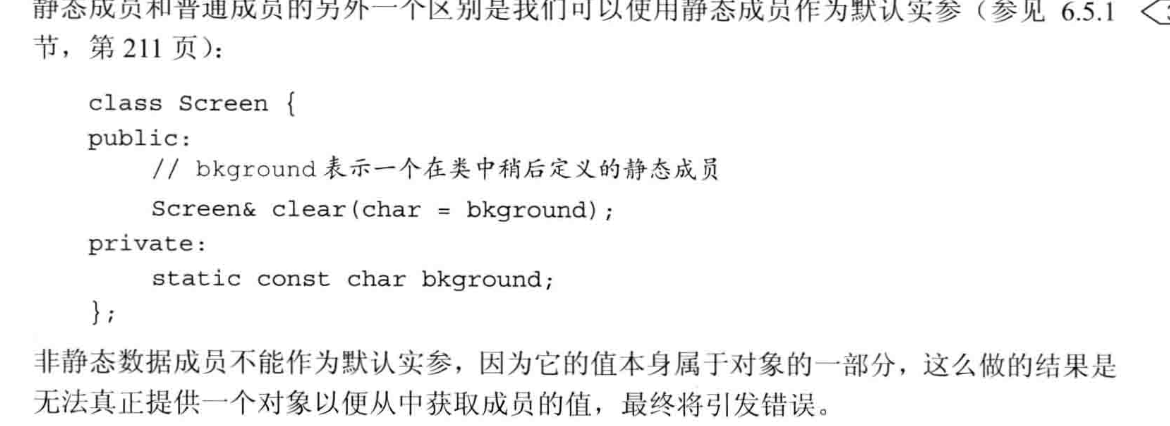 静态成员和普通成员的另外一个区别是我们可以使用静态成员作为默认实参（参见 6.5.1
节，第 211 页）：
class Screen {
public:
// bkground 表示一个在类中稍后定义的静态成员
Screen& clear(char = bkground);
private:
static const char bkground;
};
非静态数据成员不能作为默认实参，因为它的值本身属于对象的一部分，这么做的结果是
无法真正提供一个对象以便从中获取成员的值，最终将引发错误。